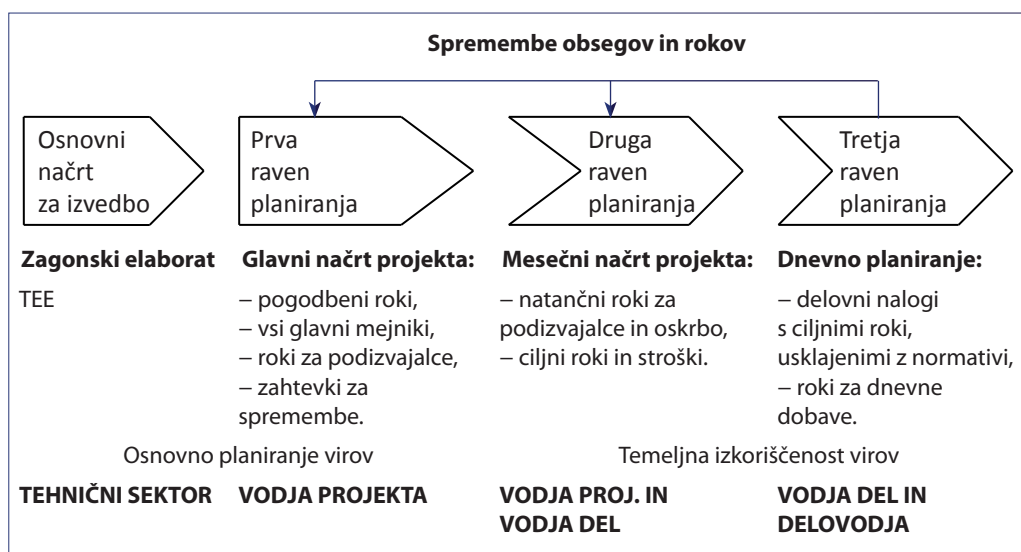 Spremembe obsegov in rokov
Osnovni
načrt
za izvedbo
Prva
raven
planiranja
Druga
raven
planiranja
Tretja
raven
planiranja
Zagonski elaborat
TEE
Glavni načrt projekta:
– pogodbeni roki,
– vsi glavni mejniki,
– roki za podizvajalce,
– zahtevki za
spremembe.
Mesečni načrt projekta:
– natančni roki za
podizvajalce in oskrbo,
– ciljni roki in stroški.
Dnevno planiranje:
– delovni nalogi
s ciljnimi roki,
usklajenimi z normativi,
– roki za dnevne
dobave.
Osnovno planiranje virov
Temeljna izkoriščenost virov
TEHNIČNI SEKTOR
VODJA PROJEKTA
VODJA PROJ. IN
VODJA DEL
VODJA DEL IN
DELOVODJA